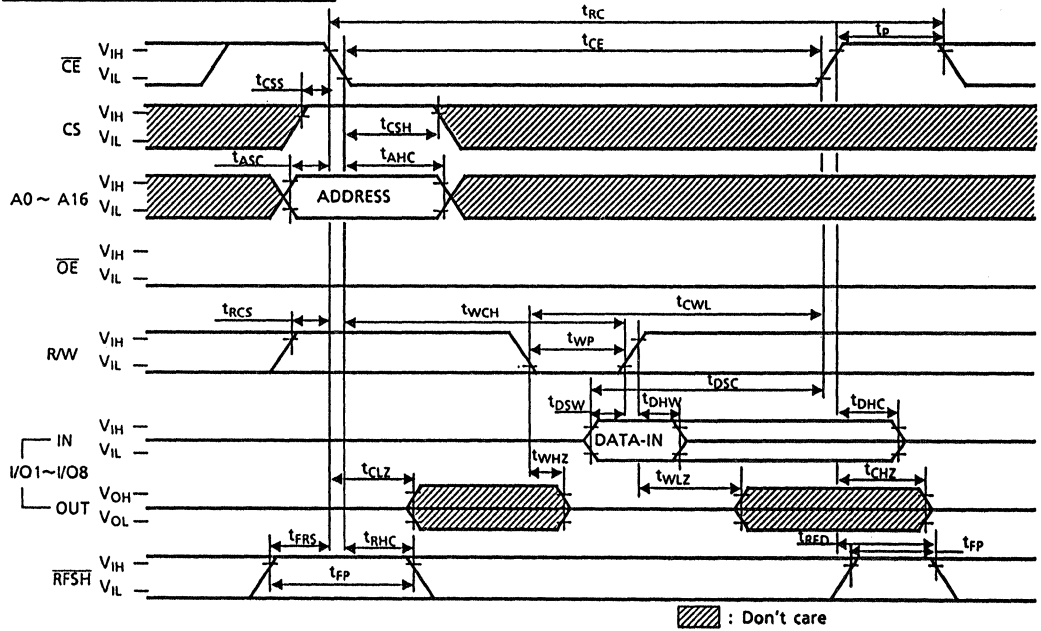 tRC
tP
tCE
CE VIH
VIL
tCSS
CS VIH
VIL
tCSH
tASC tAHC
A0 ~ A16 VIH
VIL
ADDRESS
OE VIH
VIL
tRCS tWCH tCWL
R/W VIH
VIL
tWP
tDSC
tDSW tDHW tDHC
IN VIH
VIL
DATA-IN
I/O1~I/O8
tCLZ tWHZ tWLZ tCHZ
OUT VOH
VOL
tFRS tRHC tRFD tFP
RFSH VIH
VIL
tFP
: Don't care